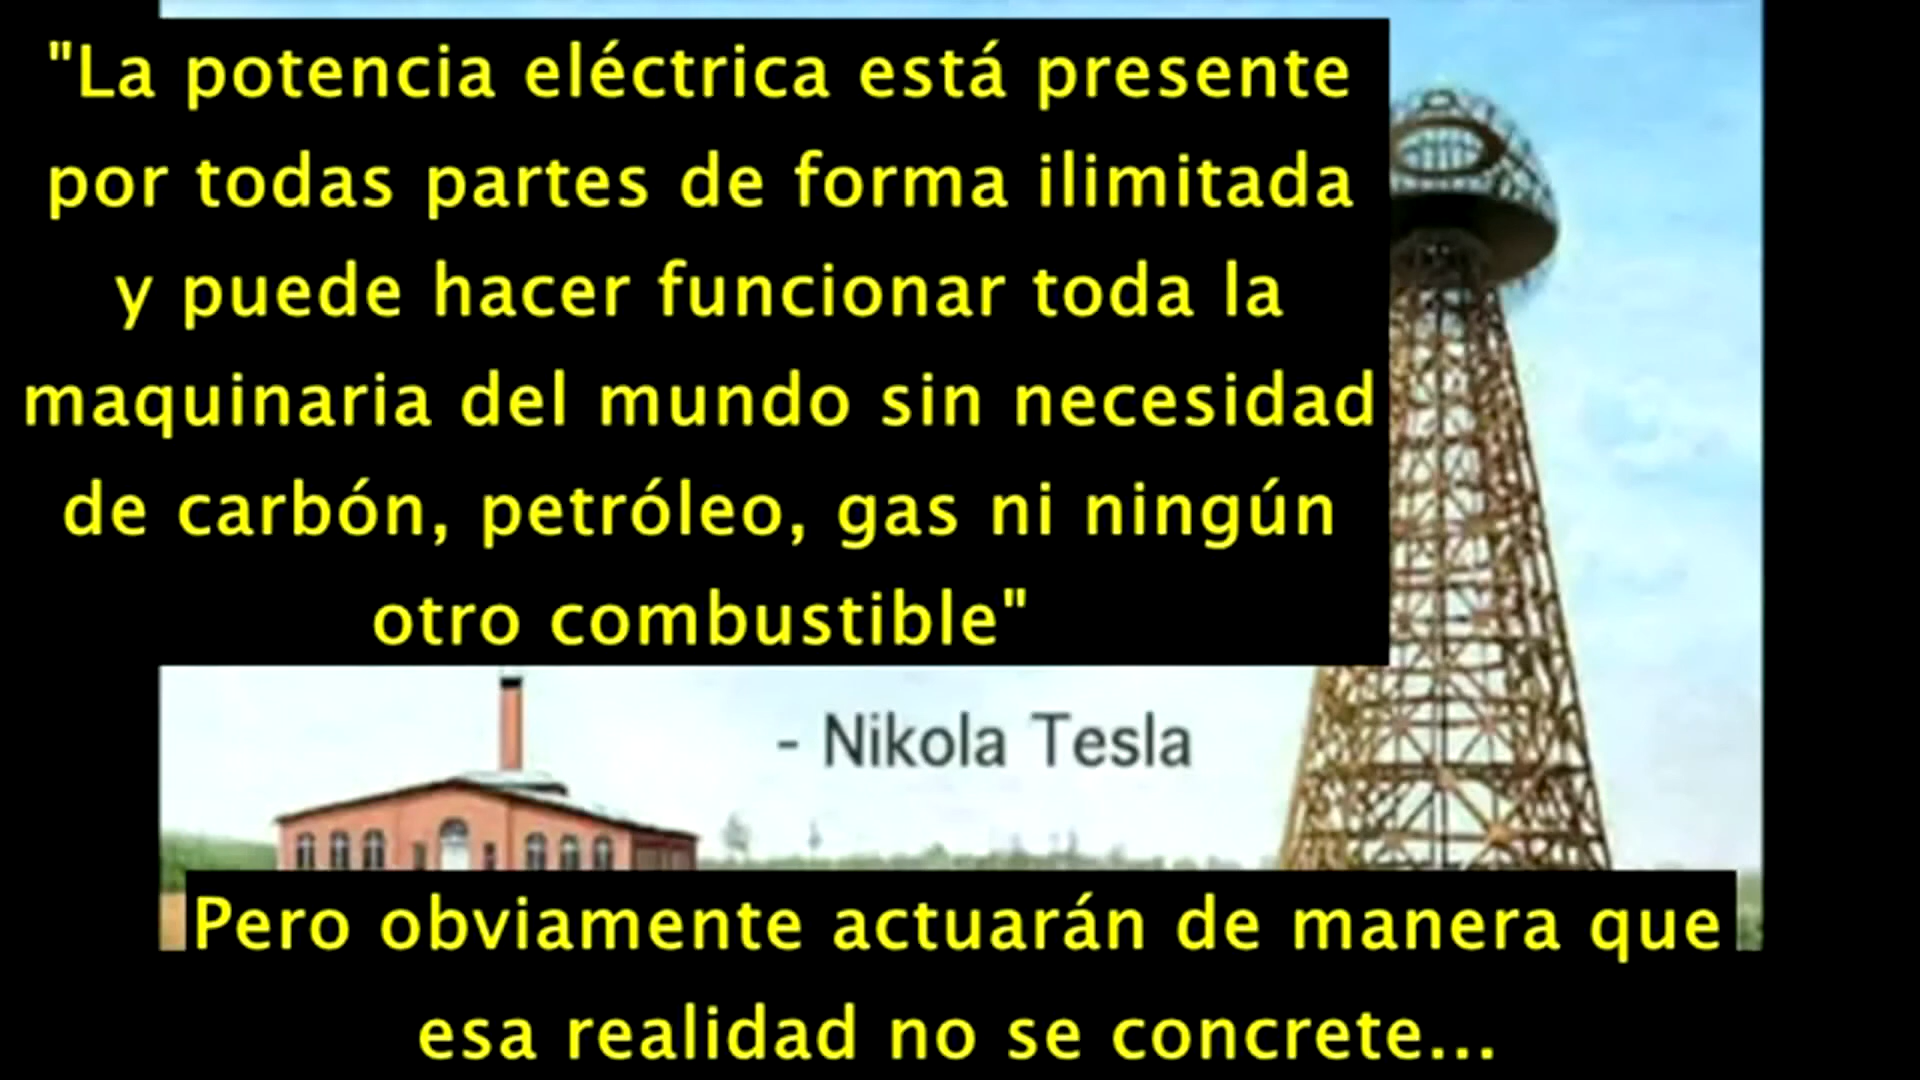 "La potencia eléctrica está presente
por todas partes de forma ilimitada
y puede hacer funcionar toda la
maquinaria del mundo sin necesidad
de carbón, petróleo, gas ni ningún
otro combustible"
- Nikola Tesla
Pero obviamente actuarán de manera que
esa realidad no se concrete...